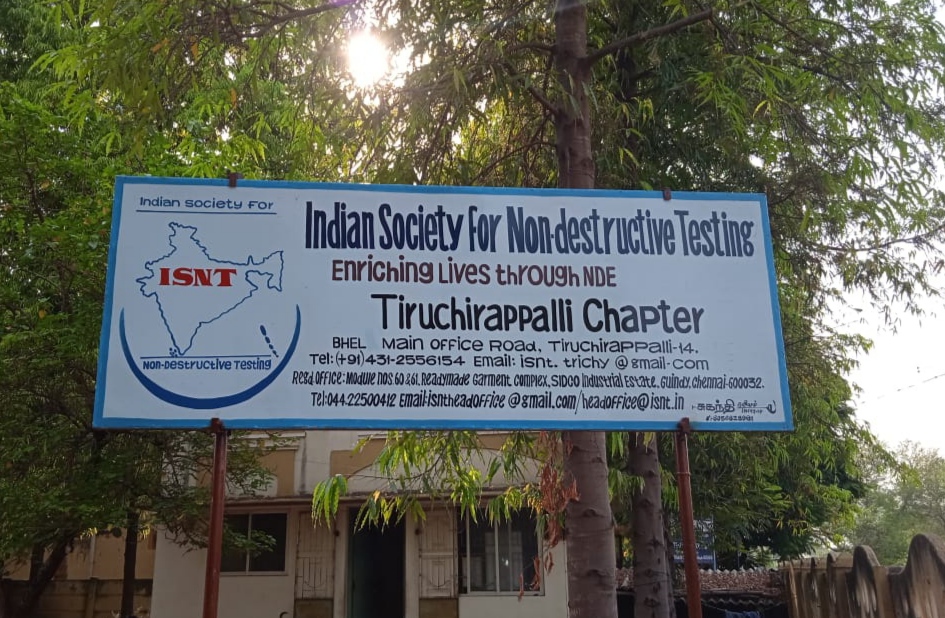 Indian society for
ISNT
Non-Destructive Testing
Indian Society for Non-destructive Testing
Enriching Lives through NDE
Tiruchirappalli Chapter
BHEL Main office Road, Tiruchirappalli-14.
Tel:(+91)431-2556154 Email: isnt.trichy@gmail.com
Regd office: Module nos.60 &61, Readymade Garment. complex, SIDCO Industrial Estate, Guindy, chennai-600032.
Tel:044-22500412 Email:isntheadoffice@gmail.com/headoffice@isnt.in
சுகந்தி